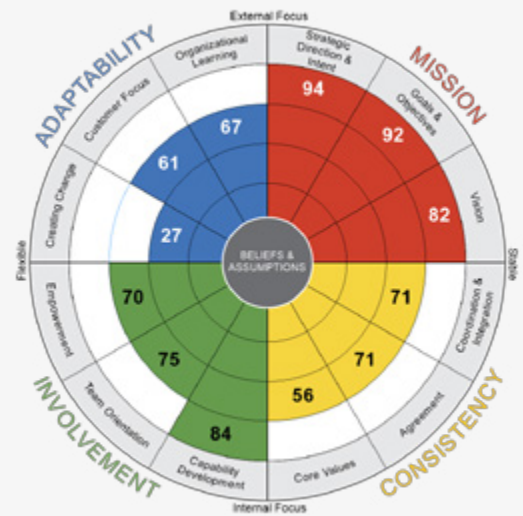 External Focus
ADAPTABILITY
MISSION
Organizational
Learning
Strategic
Direction &
Intent
Customer Focus
Goals &
Objectives
Creating Change
Vision
67
94
61
92
27
82
Flexible
BELIEFS &
ASSUMPTIONS
Stable
70
71
75
71
84
56
Empowerment
Coordination &
Integration
Team Orientation
Agreement
Capability
Development
Core Values
INVOLVEMENT
CONSISTENCY
Internal Focus